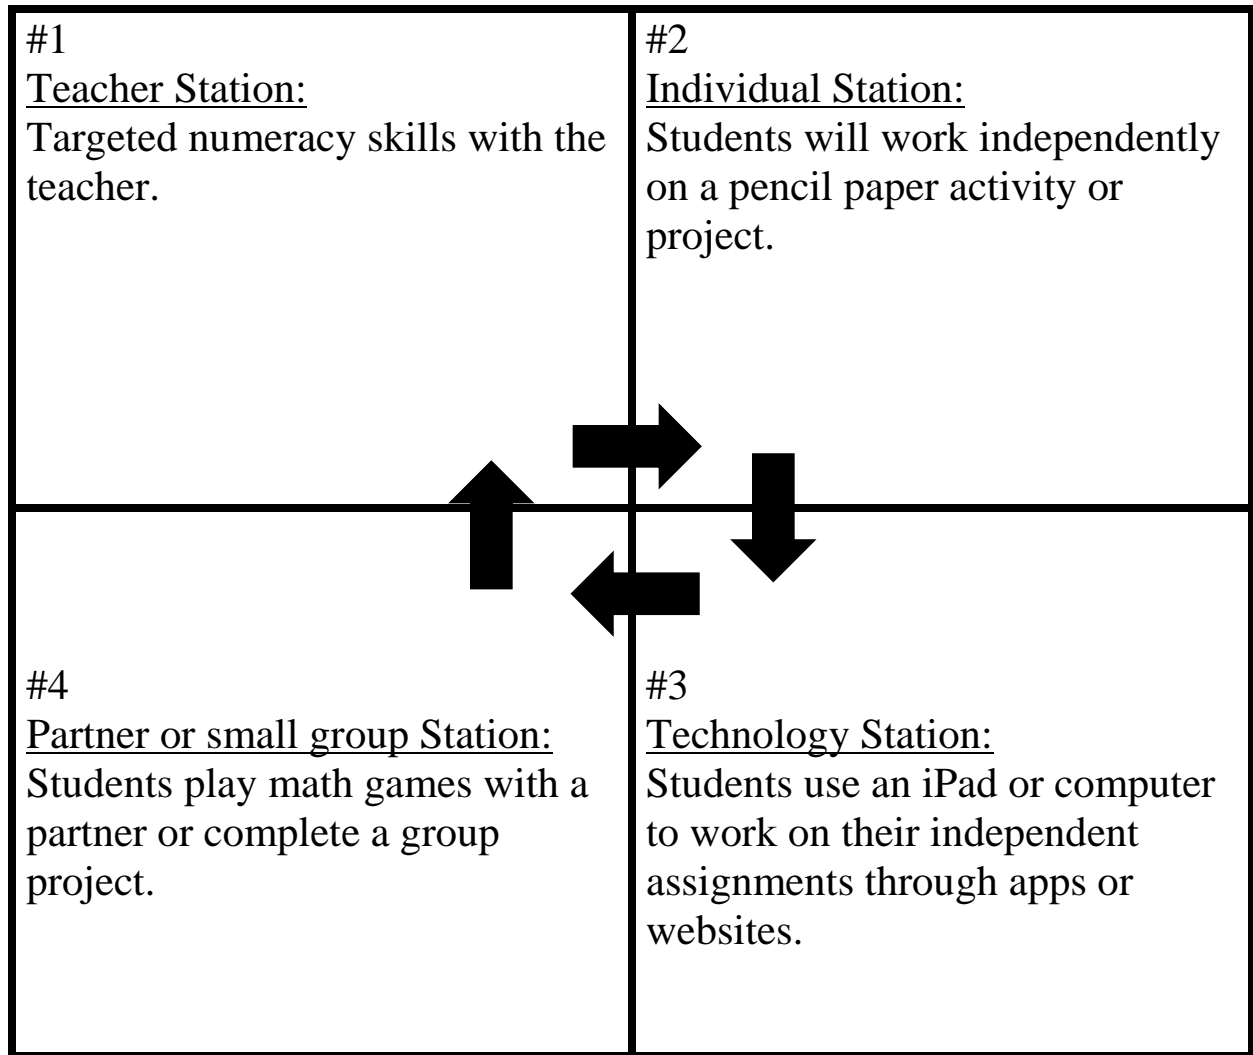 #1
Teacher Station:
Targeted numeracy skills with the
teacher.
#2
Individual Station:
Students will work independently
on a pencil paper activity or
project.
#4
Partner or small group Station:
Students play math games with a
partner or complete a group
project.
#3
Technology Station:
Students use an iPad or computer
to work on their independent
assignments through apps or
websites.